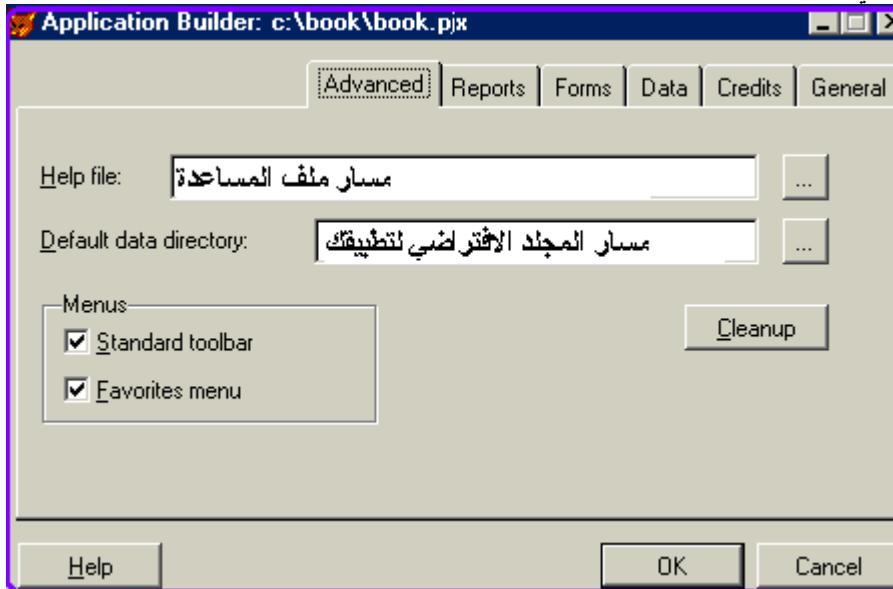 Application Builder: c:\book\book.pjx
Advanced Reports Forms Data Credits General
Help file: مسار ملف المساعدة ...
Default data directory: مسار المجلد الافتراضي لتطبيقك ...
Menus
Standard toolbar
Cleanup
Favorites menu
Help OK Cancel